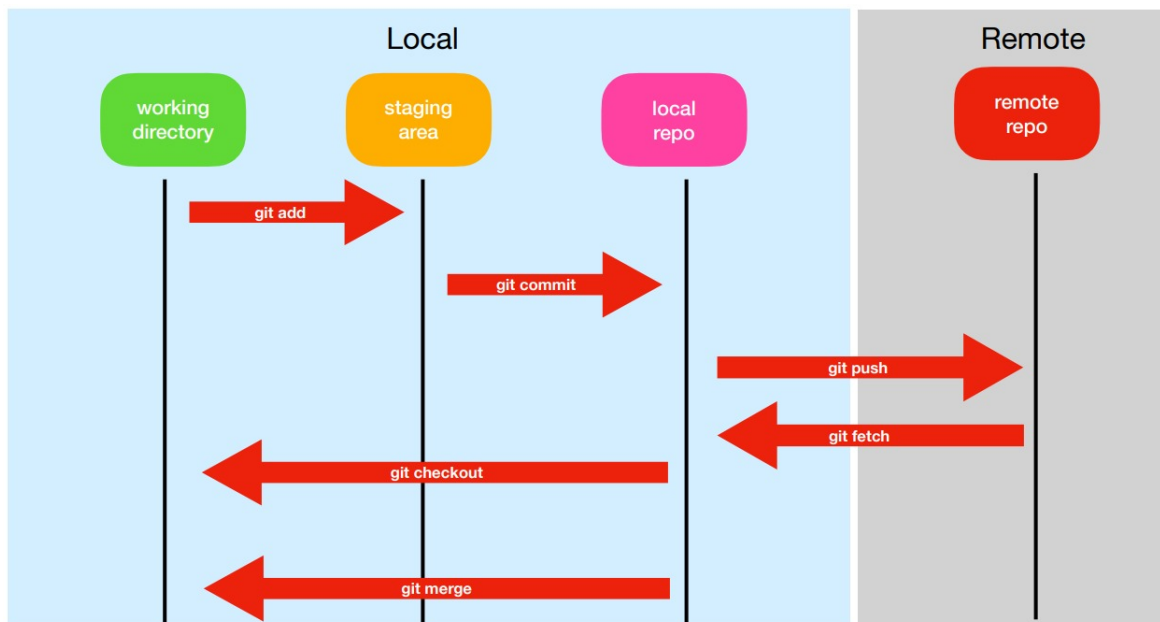 Local
Remote
working
directory
staging
area
local
repo
remote
repo
git add
git commit
git push
git fetch
git checkout
git merge